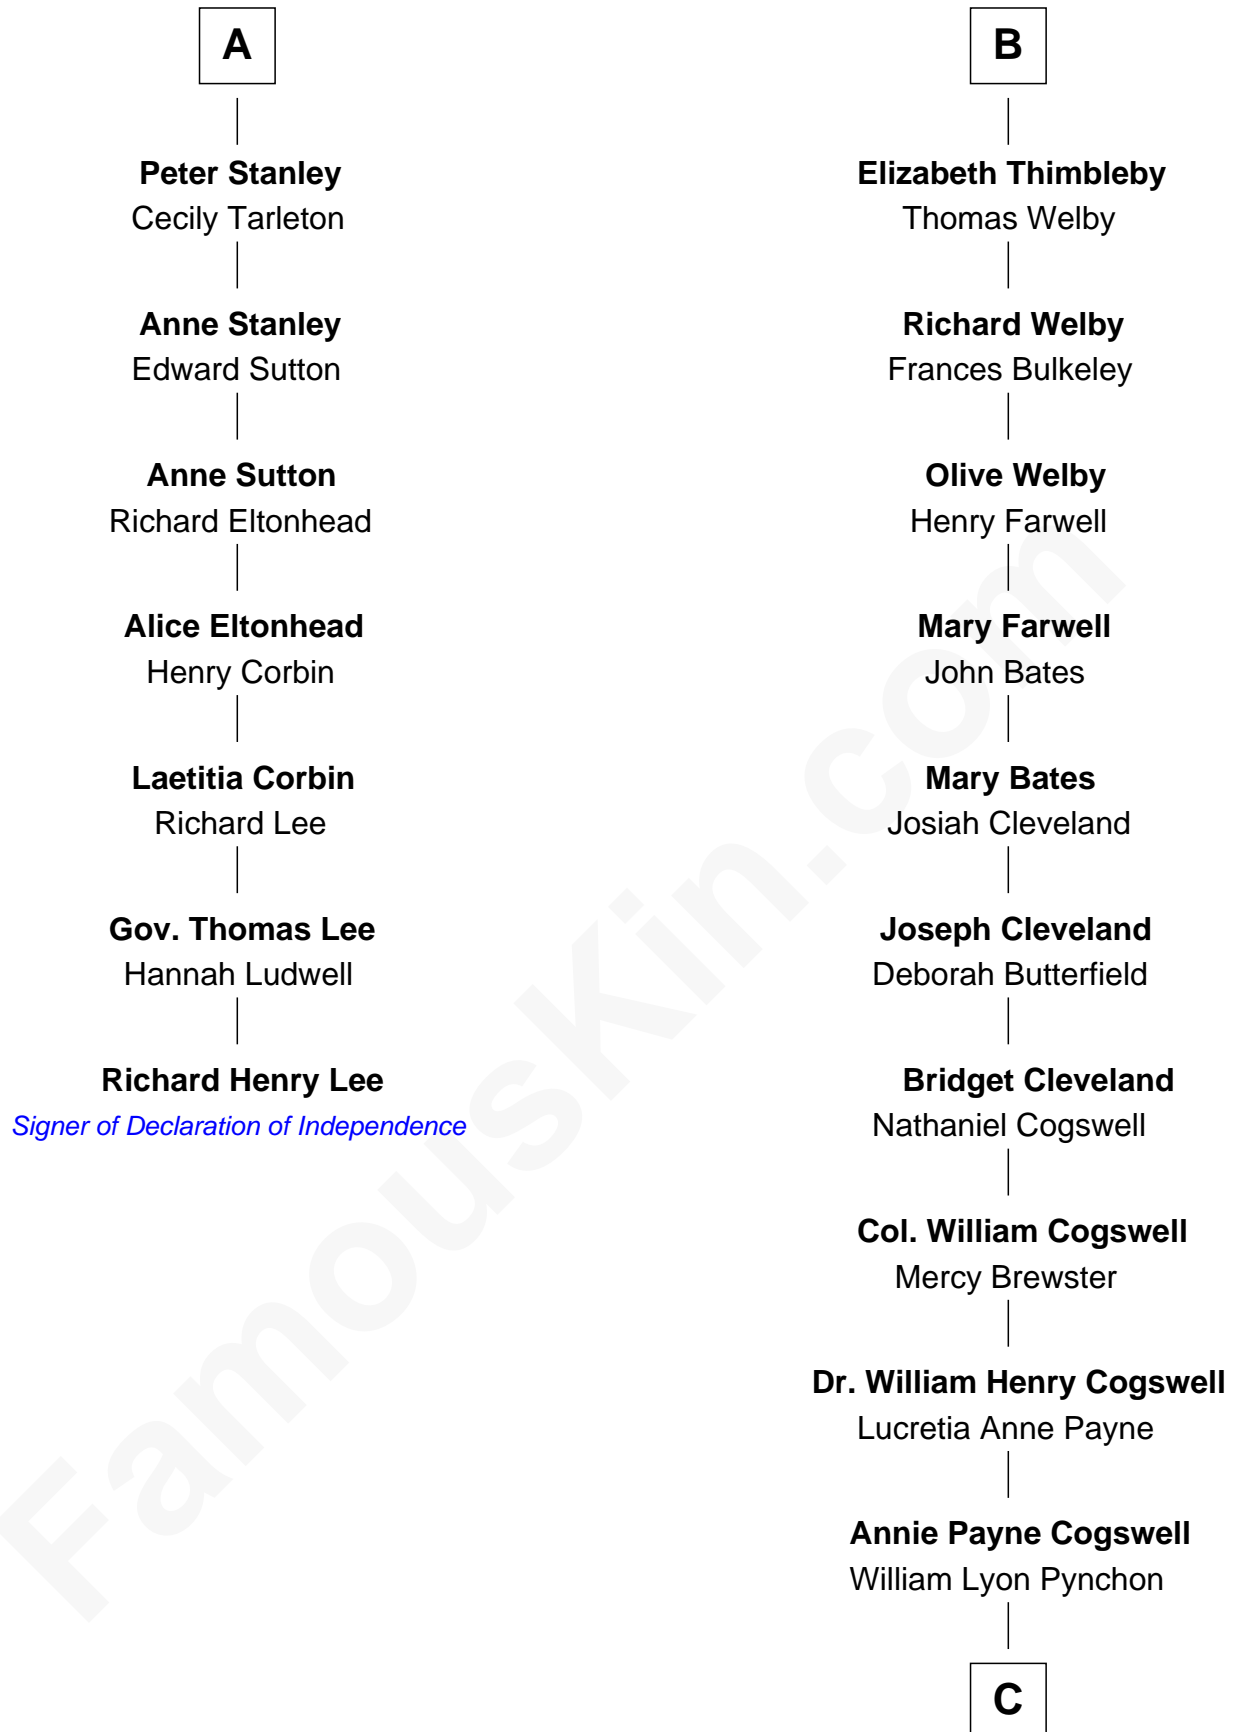 A
Peter Stanley
Cecily Tarleton
Anne Stanley
Edward Sutton
Anne Sutton
Richard Eltonhead
Alice Eltonhead
Henry Corbin
Laetitia Corbin
Richard Lee
Gov. Thomas Lee
Hannah Ludwell
Richard Henry Lee
Signer of Declaration of Independence
B
Elizabeth Thimbleby
Thomas Welby
Richard Welby
Frances Bulkeley
Olive Welby
Henry Farwell
Mary Farwell
John Bates
Mary Bates
Josiah Cleveland
Joseph Cleveland
Deborah Butterfield
Bridget Cleveland
Nathaniel Cogswell
Col. William Cogswell
Mercy Brewster
Dr. William Henry Cogswell
Lucretia Anne Payne
Annie Payne Cogswell
William Lyon Pynchon
C
FamousKin.com